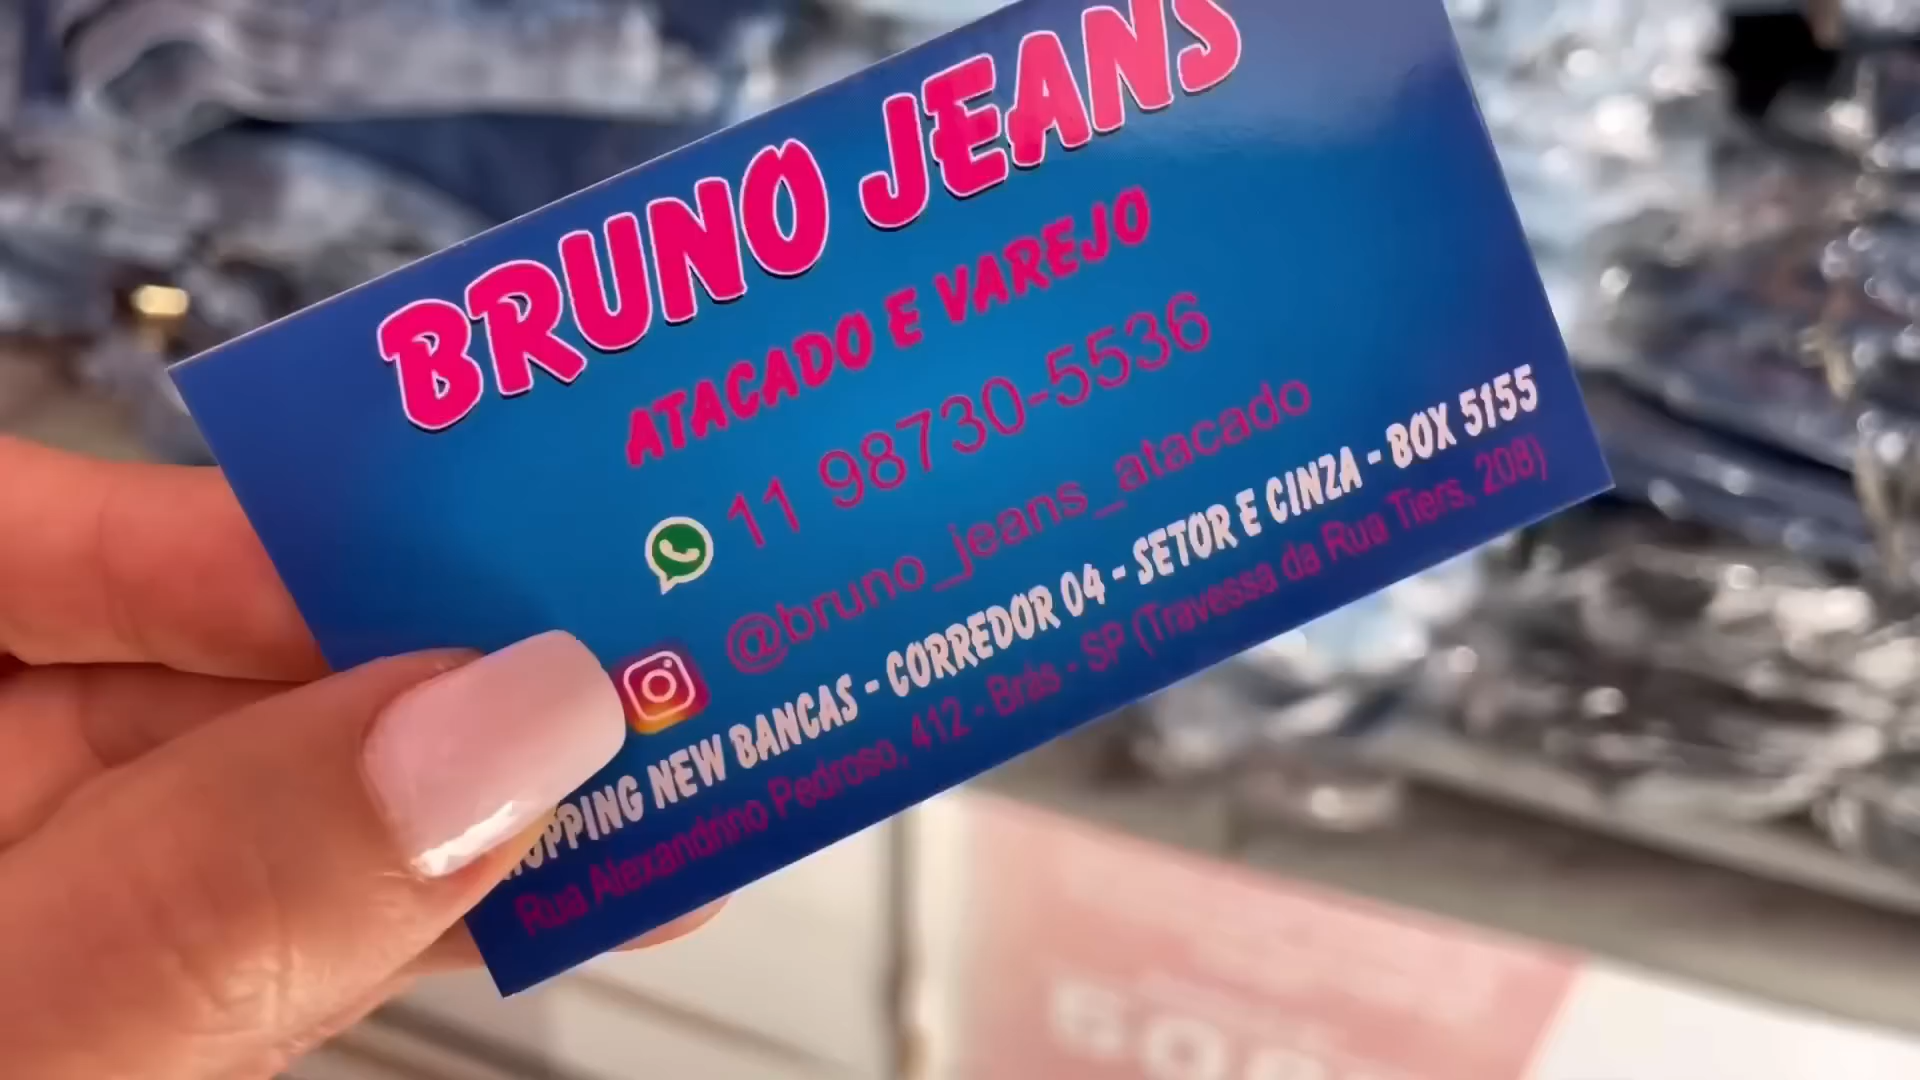 BRUNO JEANS
ATACADO E VAREJO
11 98730-5536
@bruno_jeans_atacado
SHOPPING NEW BANCAS - CORREDOR 04 - SETOR E CINZA - BOX 5155
Rua Alexandrino Pedroso, 412 - Brás - SP (Travessa da Rua Tiers, 208)